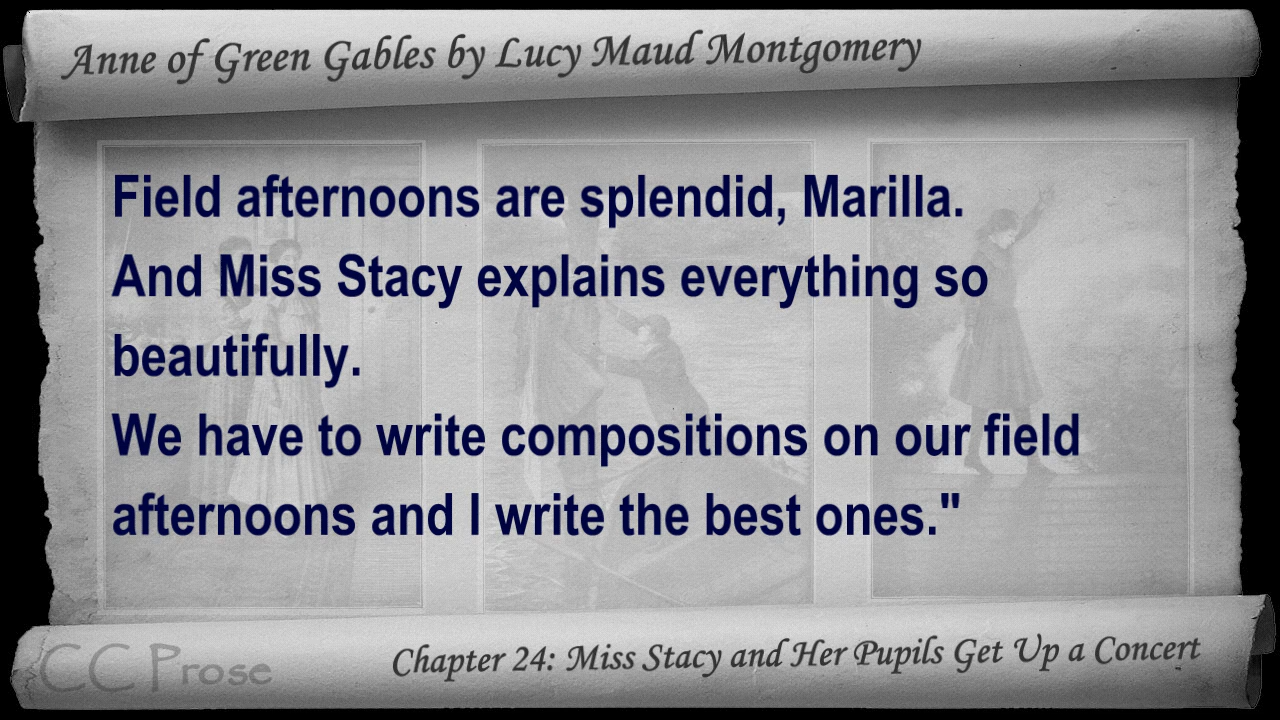 Anne of Green Gables by Lucy Maud Montgomery
Field afternoons are splendid, Marilla.
And Miss Stacy explains everything so
beautifully.
We have to write compositions on our field
afternoons and I write the best ones."
CC Prose
Chapter 24: Miss Stacy and Her Pupils Get Up a Concert